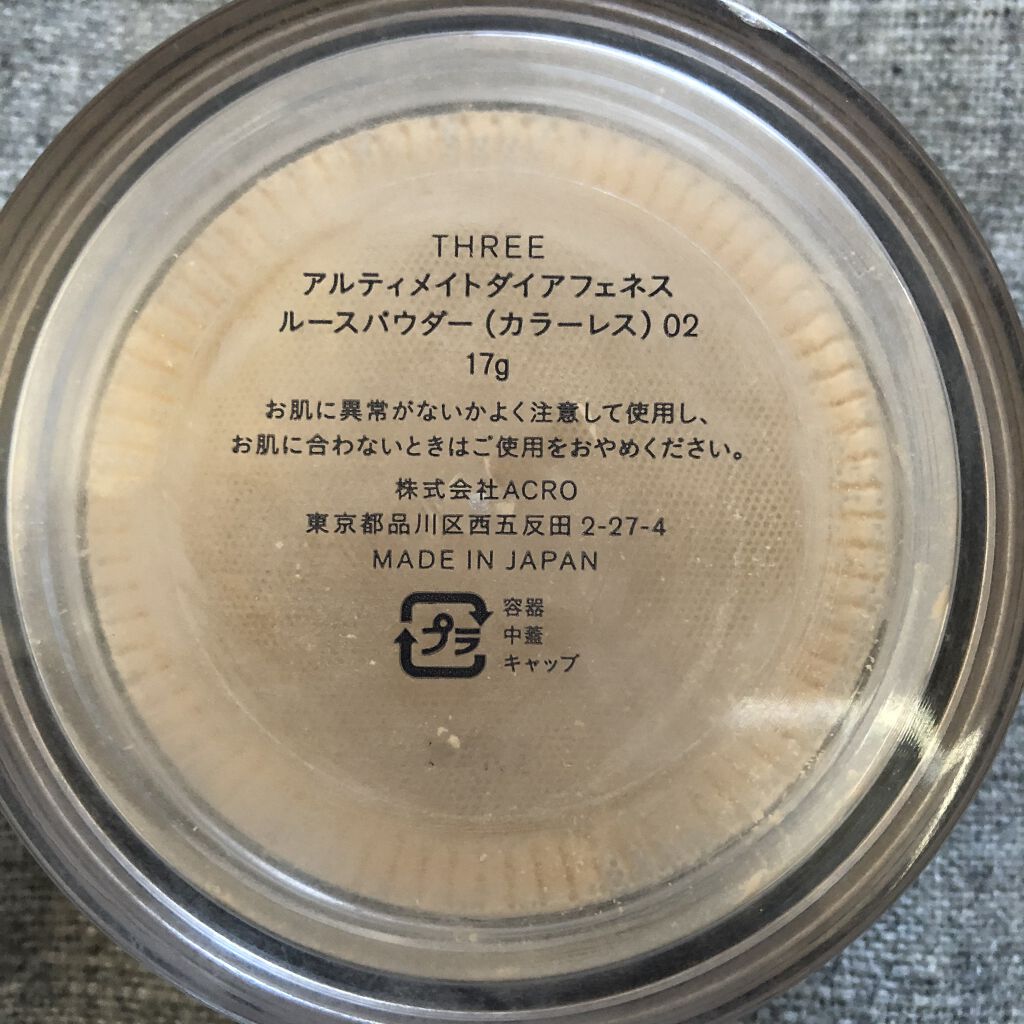 THREE
アルティメイトダイアフェネス
ルースパウダー(カラーレス) 02
17g
お肌に異常がないかよく注意して使用し、
お肌に合わないときはご使用をおやめください。
株式会社ACRO
東京都品川区西五反田 2-27-4
MADE IN JAPAN
プラ
容器
中蓋
キャップ